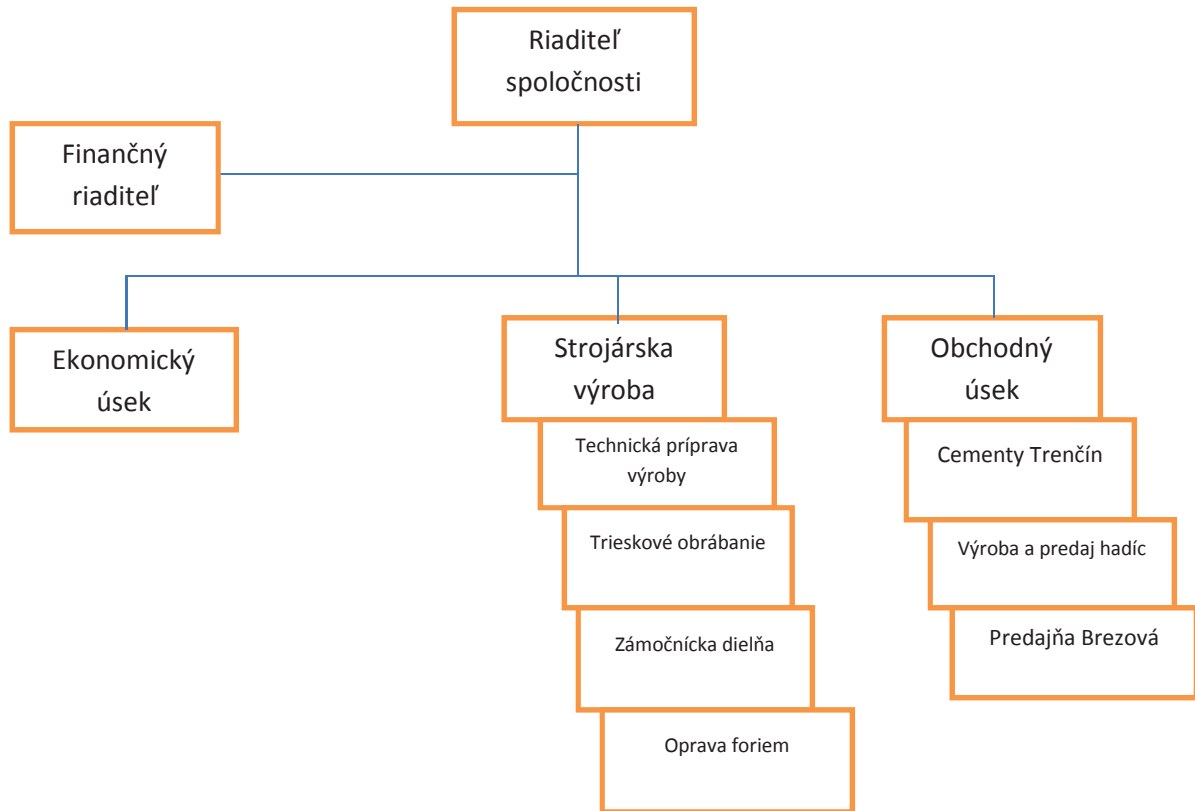 Riaditeľ
spoločnosti
Finančný
riaditeľ
Ekonomický
úsek
Strojárska
výroba
Technická príprava
výroby
Trieskové obrábanie
Zámočnícka dielňa
Oprava foriem
Obchodný
úsek
Cementy Trenčín
Výroba a predaj hadíc
Predajňa Brezová